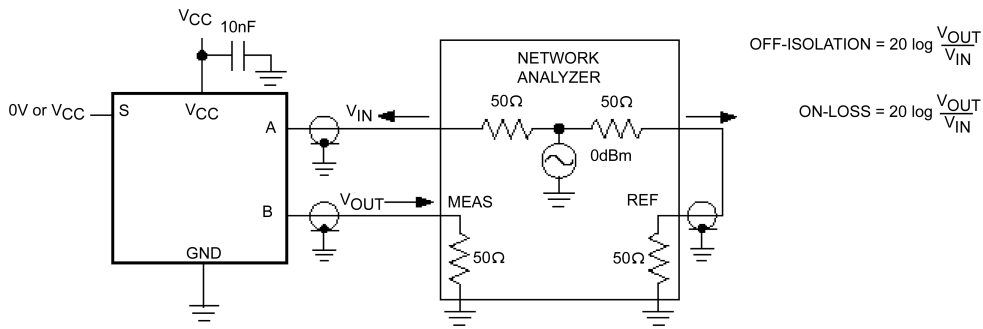 VCC
10nF
OFF-ISOLATION = 20 log VOUT
VIN
NETWORK
ANALYZER
0V or VCC
S
VCC
VIN
50Ω
50Ω
ON-LOSS = 20 log VOUT
VIN
A
0dBm
B
VOUT
MEAS
REF
GND
50Ω
50Ω